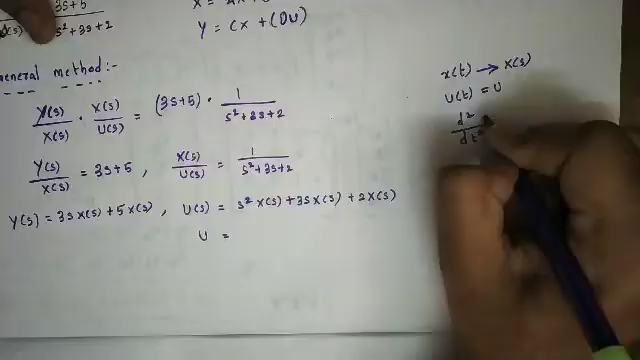 3s+5
s² + 3s + 2
Y = CX + (DU)
General method:-
Y(s)/X(s) · X(s)/U(s) = (3s+5) · 1/(s² + 3s + 2)
Y(s)/X(s) = 3s+5 , X(s)/U(s) = 1/(s² + 3s + 2)
Y(s) = 3s X(s) + 5 X(s) , U(s) = s² X(s) + 3s X(s) + 2 X(s)
U =
x(t) → X(s)
U(t) = U
d²/dt²